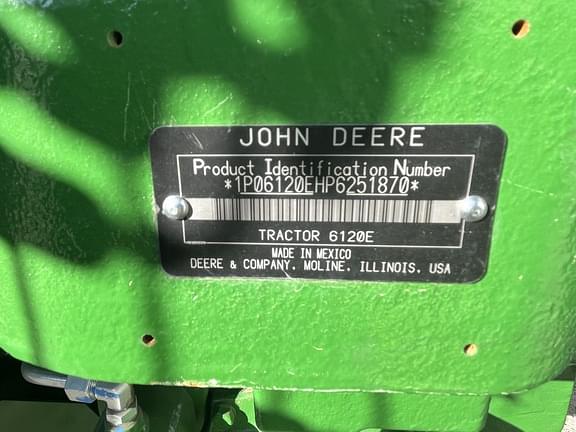 JOHN DEERE
Product Identification Number
*1P06120EHP6251870*
TRACTOR 6120E
MADE IN MEXICO
DEERE & COMPANY. MOLINE. ILLINOIS. USA